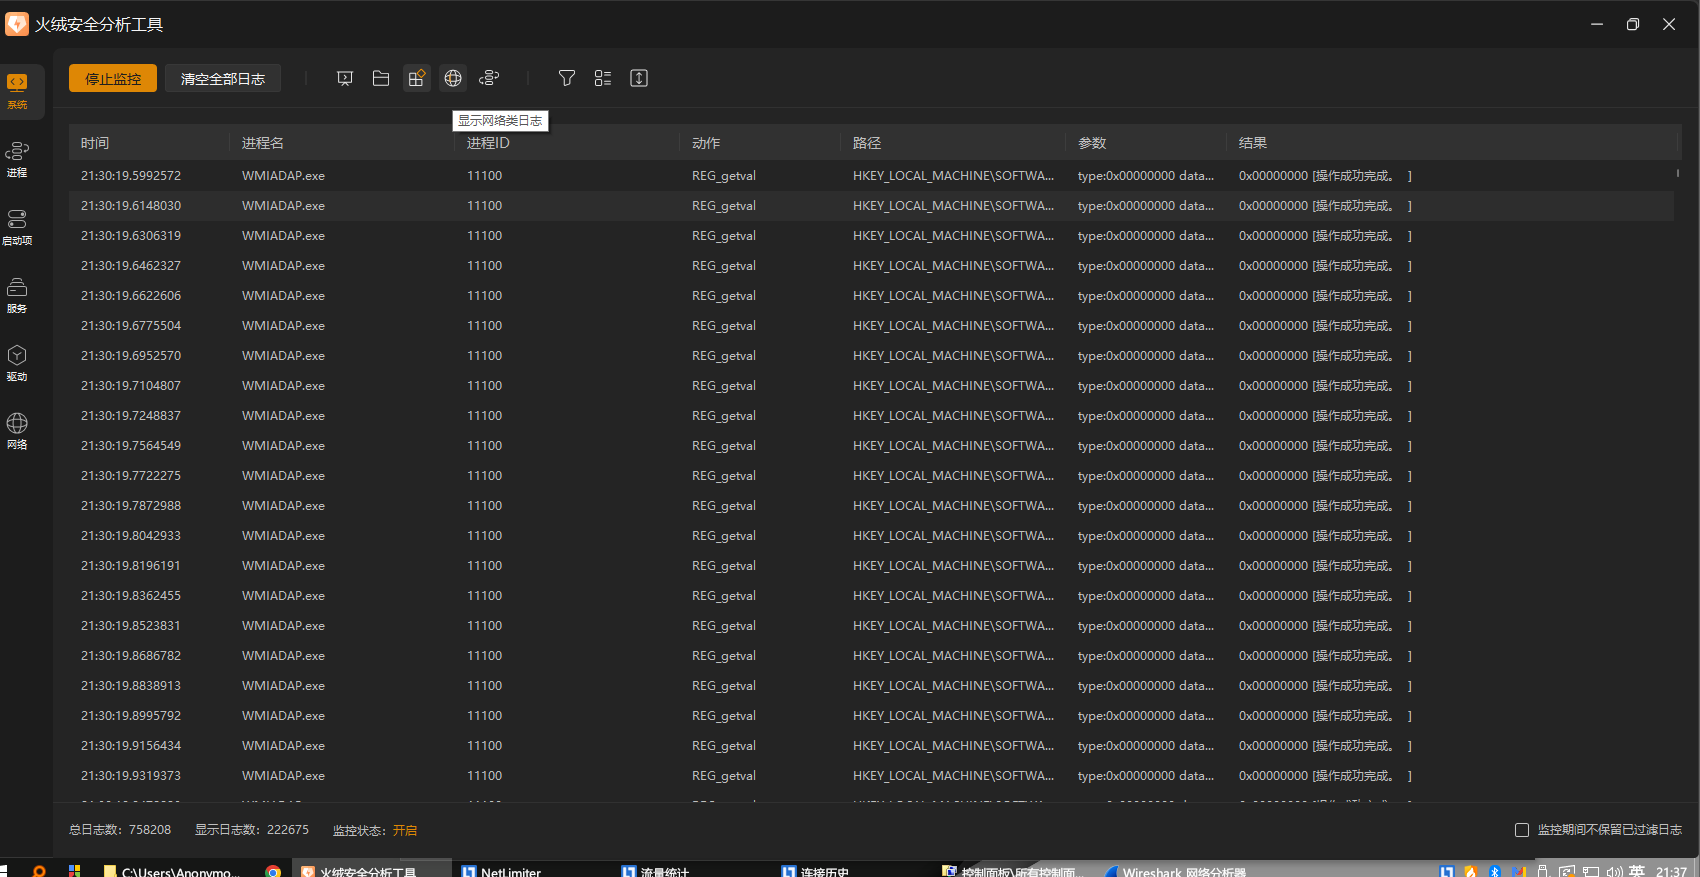 火绒安全分析工具
停止监控 清空全部日志
显示网络类日志
系统
进程
启动项
服务
驱动
网络
时间 进程名 进程ID 动作 路径 参数 结果
21:30:19.5992572 WMIADAP.exe 11100 REG_getval HKEY_LOCAL_MACHINE\SOFTWA... type:0x00000000 data... 0x00000000 [操作成功完成。 ]
21:30:19.6148030 WMIADAP.exe 11100 REG_getval HKEY_LOCAL_MACHINE\SOFTWA... type:0x00000000 data... 0x00000000 [操作成功完成。 ]
21:30:19.6306319 WMIADAP.exe 11100 REG_getval HKEY_LOCAL_MACHINE\SOFTWA... type:0x00000000 data... 0x00000000 [操作成功完成。 ]
21:30:19.6462327 WMIADAP.exe 11100 REG_getval HKEY_LOCAL_MACHINE\SOFTWA... type:0x00000000 data... 0x00000000 [操作成功完成。 ]
21:30:19.6622606 WMIADAP.exe 11100 REG_getval HKEY_LOCAL_MACHINE\SOFTWA... type:0x00000000 data... 0x00000000 [操作成功完成。 ]
21:30:19.6775504 WMIADAP.exe 11100 REG_getval HKEY_LOCAL_MACHINE\SOFTWA... type:0x00000000 data... 0x00000000 [操作成功完成。 ]
21:30:19.6952570 WMIADAP.exe 11100 REG_getval HKEY_LOCAL_MACHINE\SOFTWA... type:0x00000000 data... 0x00000000 [操作成功完成。 ]
21:30:19.7104807 WMIADAP.exe 11100 REG_getval HKEY_LOCAL_MACHINE\SOFTWA... type:0x00000000 data... 0x00000000 [操作成功完成。 ]
21:30:19.7248837 WMIADAP.exe 11100 REG_getval HKEY_LOCAL_MACHINE\SOFTWA... type:0x00000000 data... 0x00000000 [操作成功完成。 ]
21:30:19.7564549 WMIADAP.exe 11100 REG_getval HKEY_LOCAL_MACHINE\SOFTWA... type:0x00000000 data... 0x00000000 [操作成功完成。 ]
21:30:19.7722275 WMIADAP.exe 11100 REG_getval HKEY_LOCAL_MACHINE\SOFTWA... type:0x00000000 data... 0x00000000 [操作成功完成。 ]
21:30:19.7872988 WMIADAP.exe 11100 REG_getval HKEY_LOCAL_MACHINE\SOFTWA... type:0x00000000 data... 0x00000000 [操作成功完成。 ]
21:30:19.8042933 WMIADAP.exe 11100 REG_getval HKEY_LOCAL_MACHINE\SOFTWA... type:0x00000000 data... 0x00000000 [操作成功完成。 ]
21:30:19.8196191 WMIADAP.exe 11100 REG_getval HKEY_LOCAL_MACHINE\SOFTWA... type:0x00000000 data... 0x00000000 [操作成功完成。 ]
21:30:19.8362455 WMIADAP.exe 11100 REG_getval HKEY_LOCAL_MACHINE\SOFTWA... type:0x00000000 data... 0x00000000 [操作成功完成。 ]
21:30:19.8523831 WMIADAP.exe 11100 REG_getval HKEY_LOCAL_MACHINE\SOFTWA... type:0x00000000 data... 0x00000000 [操作成功完成。 ]
21:30:19.8686782 WMIADAP.exe 11100 REG_getval HKEY_LOCAL_MACHINE\SOFTWA... type:0x00000000 data... 0x00000000 [操作成功完成。 ]
21:30:19.8838913 WMIADAP.exe 11100 REG_getval HKEY_LOCAL_MACHINE\SOFTWA... type:0x00000000 data... 0x00000000 [操作成功完成。 ]
21:30:19.8995792 WMIADAP.exe 11100 REG_getval HKEY_LOCAL_MACHINE\SOFTWA... type:0x00000000 data... 0x00000000 [操作成功完成。 ]
21:30:19.9156434 WMIADAP.exe 11100 REG_getval HKEY_LOCAL_MACHINE\SOFTWA... type:0x00000000 data... 0x00000000 [操作成功完成。 ]
21:30:19.9319373 WMIADAP.exe 11100 REG_getval HKEY_LOCAL_MACHINE\SOFTWA... type:0x00000000 data... 0x00000000 [操作成功完成。 ]
总日志数：758208 显示日志数：222675 监控状态：开启 监控期间不保留已过滤日志
C:\Users\Anonymo... 火绒安全分析工具 NetLimiter 流量统计 连接历史 控制面板\所有控制面... Wireshark 网络分析器 英 21:37